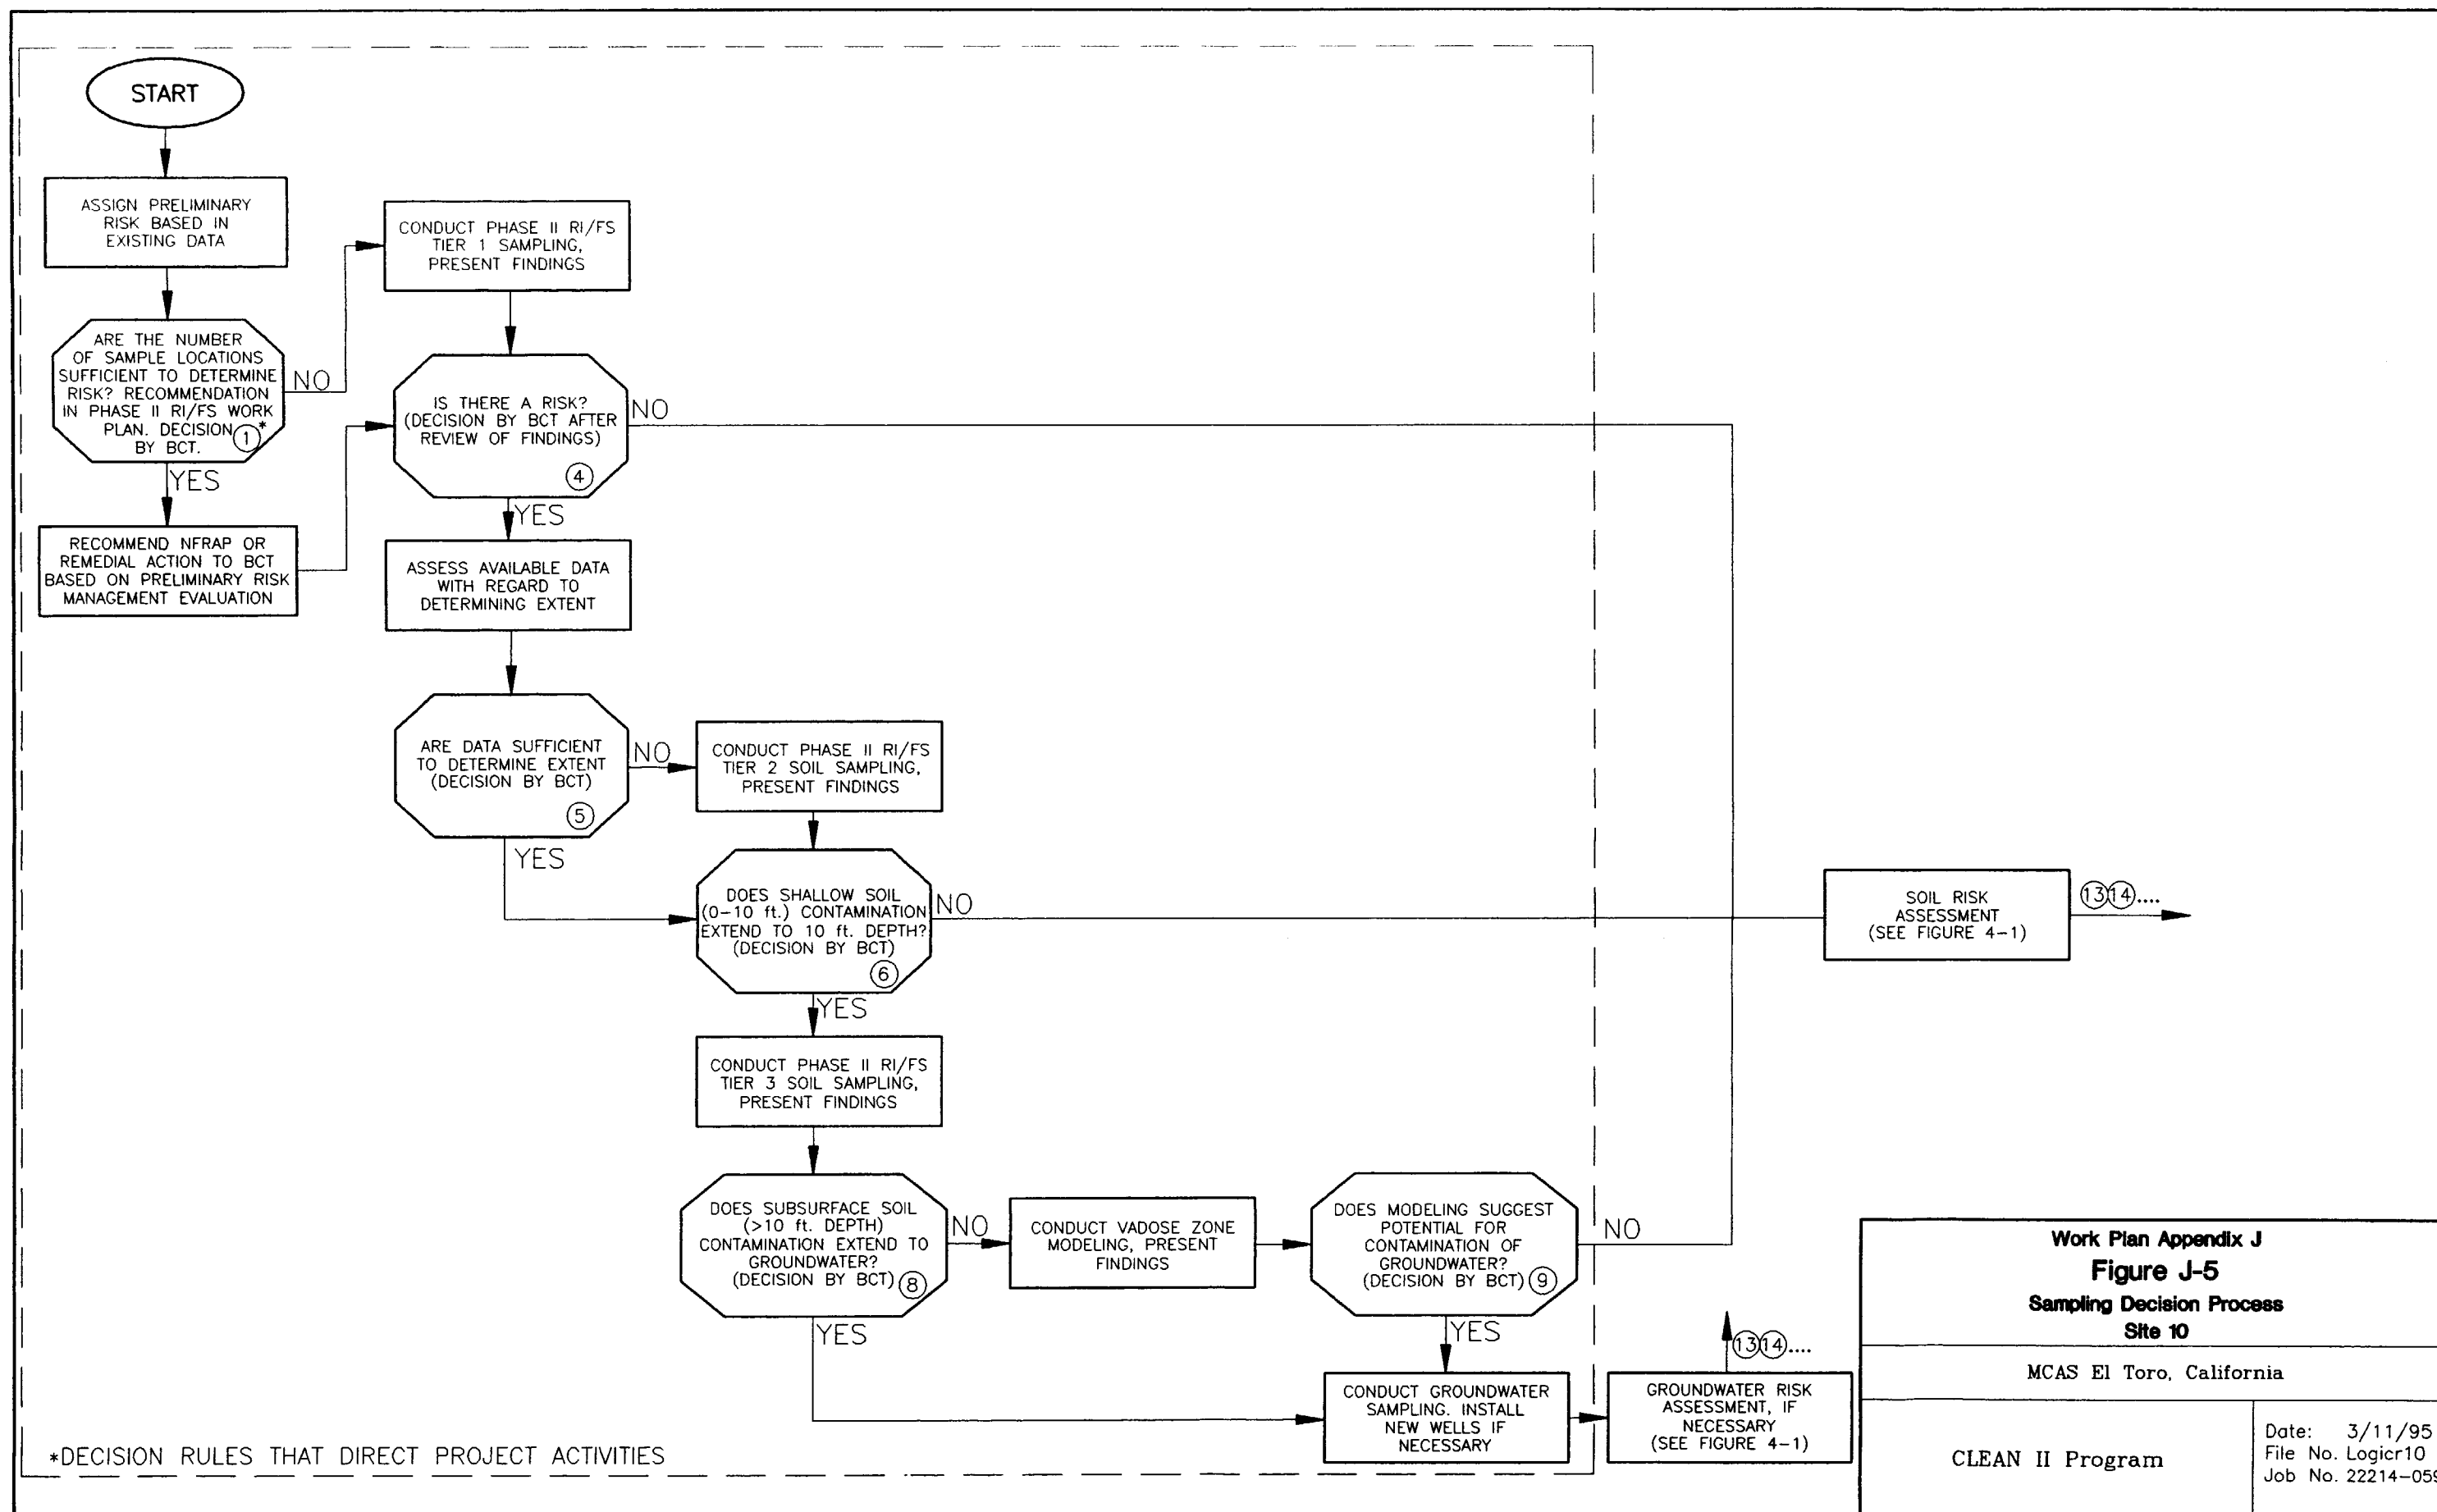 START
ASSIGN PRELIMINARY
RISK BASED IN
EXISTING DATA
ARE THE NUMBER
OF SAMPLE LOCATIONS
SUFFICIENT TO DETERMINE
RISK? RECOMMENDATION
IN PHASE II RI/FS WORK
PLAN. DECISION
BY BCT.
1 *
NO
YES
RECOMMEND NFRAP OR
REMEDIAL ACTION TO BCT
BASED ON PRELIMINARY RISK
MANAGEMENT EVALUATION
CONDUCT PHASE II RI/FS
TIER 1 SAMPLING,
PRESENT FINDINGS
IS THERE A RISK?
(DECISION BY BCT AFTER
REVIEW OF FINDINGS)
4
NO
YES
ASSESS AVAILABLE DATA
WITH REGARD TO
DETERMINING EXTENT
ARE DATA SUFFICIENT
TO DETERMINE EXTENT
(DECISION BY BCT)
5
NO
YES
CONDUCT PHASE II RI/FS
TIER 2 SOIL SAMPLING,
PRESENT FINDINGS
DOES SHALLOW SOIL
(0-10 ft.) CONTAMINATION
EXTEND TO 10 ft. DEPTH?
(DECISION BY BCT)
6
NO
YES
SOIL RISK
ASSESSMENT
(SEE FIGURE 4-1)
13 14 ....
CONDUCT PHASE II RI/FS
TIER 3 SOIL SAMPLING,
PRESENT FINDINGS
DOES SUBSURFACE SOIL
(>10 ft. DEPTH)
CONTAMINATION EXTEND TO
GROUNDWATER?
(DECISION BY BCT) 8
NO
YES
CONDUCT VADOSE ZONE
MODELING, PRESENT
FINDINGS
DOES MODELING SUGGEST
POTENTIAL FOR
CONTAMINATION OF
GROUNDWATER?
(DECISION BY BCT) 9
NO
YES
CONDUCT GROUNDWATER
SAMPLING. INSTALL
NEW WELLS IF
NECESSARY
13 14 ....
GROUNDWATER RISK
ASSESSMENT, IF
NECESSARY
(SEE FIGURE 4-1)
*DECISION RULES THAT DIRECT PROJECT ACTIVITIES
Work Plan Appendix J
Figure J-5
Sampling Decision Process
Site 10
MCAS El Toro, California
CLEAN II Program
Date: 3/11/95
File No. Logicr10
Job No. 22214-059